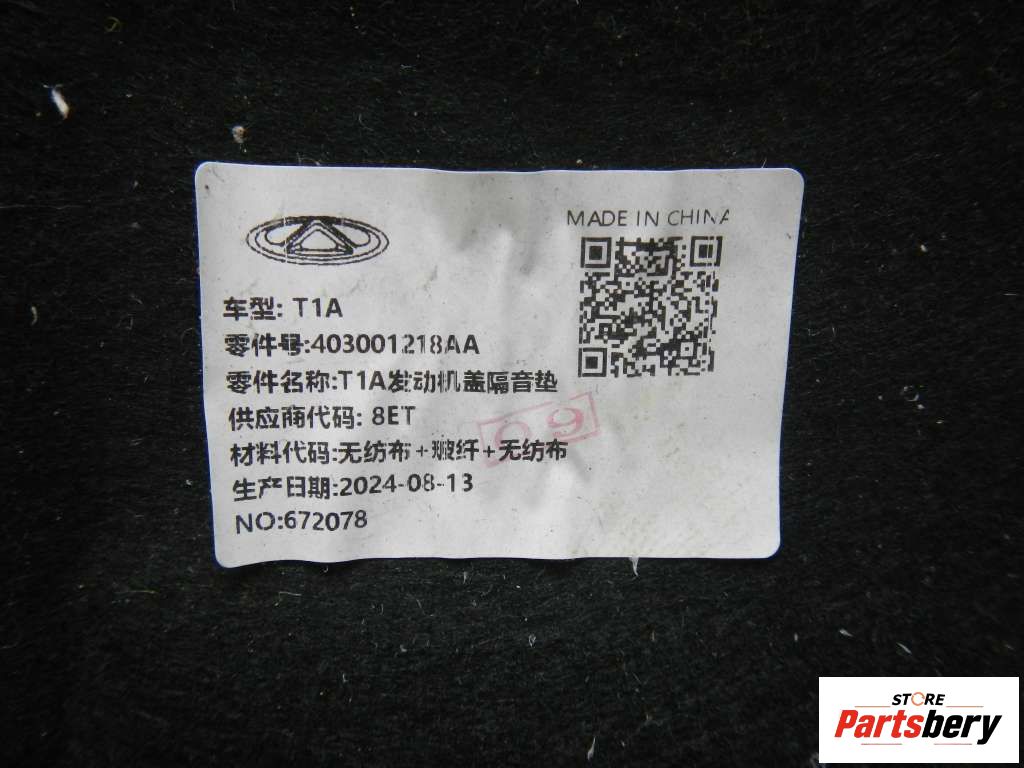 MADE IN CHINA
车型: T1A
零件号:403001218AA
零件名称:T1A发动机盖隔音垫
供应商代码: 8ET
材料代码:无纺布+玻纤+无纺布
生产日期:2024-08-13
NO:672078
09
STORE
Partsbery